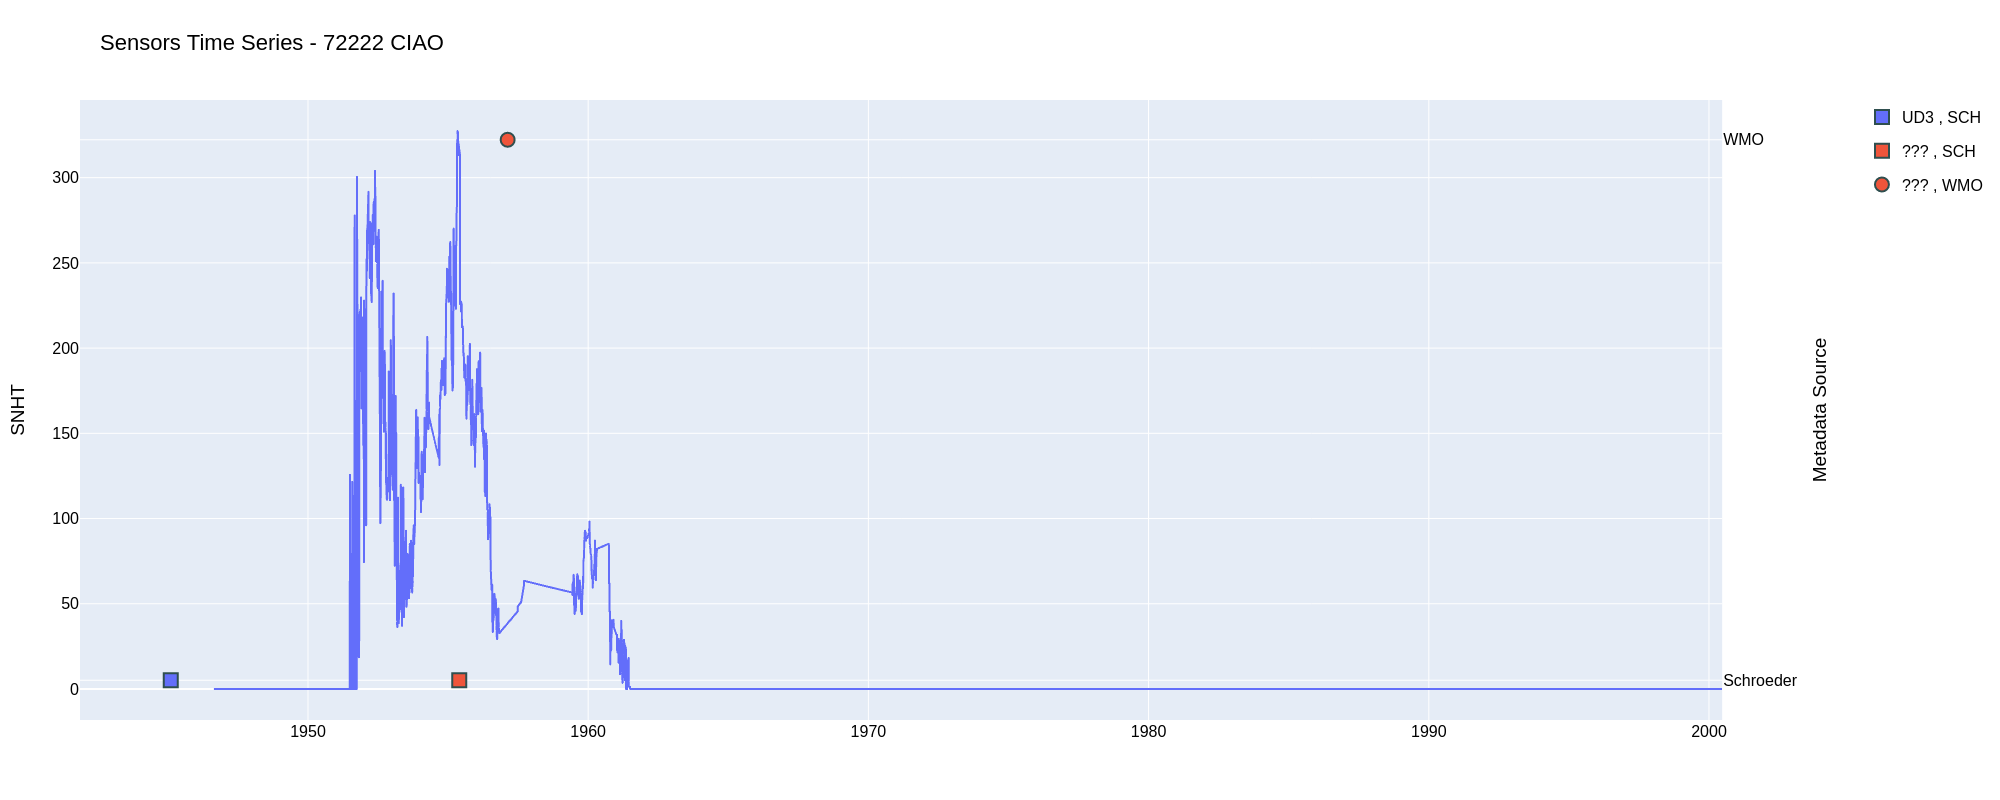 Sensors Time Series - 72222 CIAO
UD3 , SCH
??? , SCH
??? , WMO
WMO
Schroeder
Metadata Source
SNHT
300
250
200
150
100
50
0
1950
1960
1970
1980
1990
2000